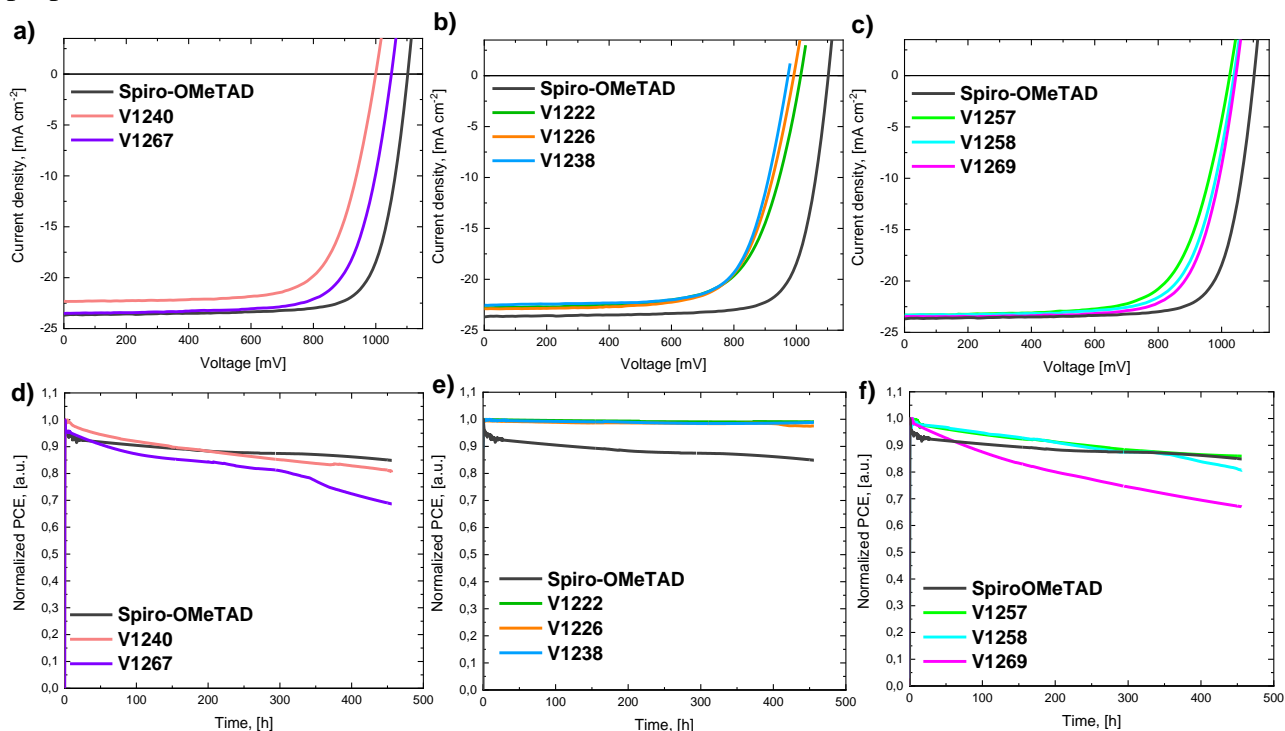 a)
Current density, [mA cm-2]
5
0
-5
-10
-15
-20
-25
Spiro-OMeTAD
V1240
V1267
0 200 400 600 800 1000
Voltage [mV]
b)
Current density, [mA cm-2]
5
0
-5
-10
-15
-20
-25
Spiro-OMeTAD
V1222
V1226
V1238
0 200 400 600 800 1000
Voltage [mV]
c)
Current density, [mA cm-2]
5
0
-5
-10
-15
-20
-25
Spiro-OMeTAD
V1257
V1258
V1269
0 200 400 600 800 1000
Voltage [mV]
d)
Normalized PCE, [a.u.]
1,1
1,0
0,9
0,8
0,7
0,6
0,5
0,4
0,3
0,2
0,1
0,0
Spiro-OMeTAD
V1240
V1267
0 100 200 300 400 500
Time, [h]
e)
Normalized PCE, [a.u.]
1,1
1,0
0,9
0,8
0,7
0,6
0,5
0,4
0,3
0,2
0,1
0,0
Spiro-OMeTAD
V1222
V1226
V1238
0 100 200 300 400 500
Time, [h]
f)
Normalized PCE, [a.u.]
1,1
1,0
0,9
0,8
0,7
0,6
0,5
0,4
0,3
0,2
0,1
0,0
SpiroOMeTAD
V1257
V1258
V1269
0 100 200 300 400 500
Time, [h]